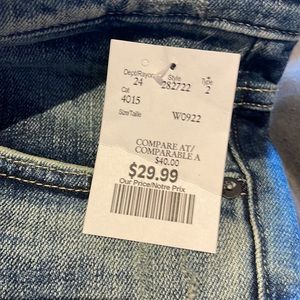 Dept/Rayon Style Type
24 282722 2
Cat
4015
Size/Taille W0922
COMPARE AT/
COMPARABLE A
$40.00
$29.99
Our Price/Notre Prix